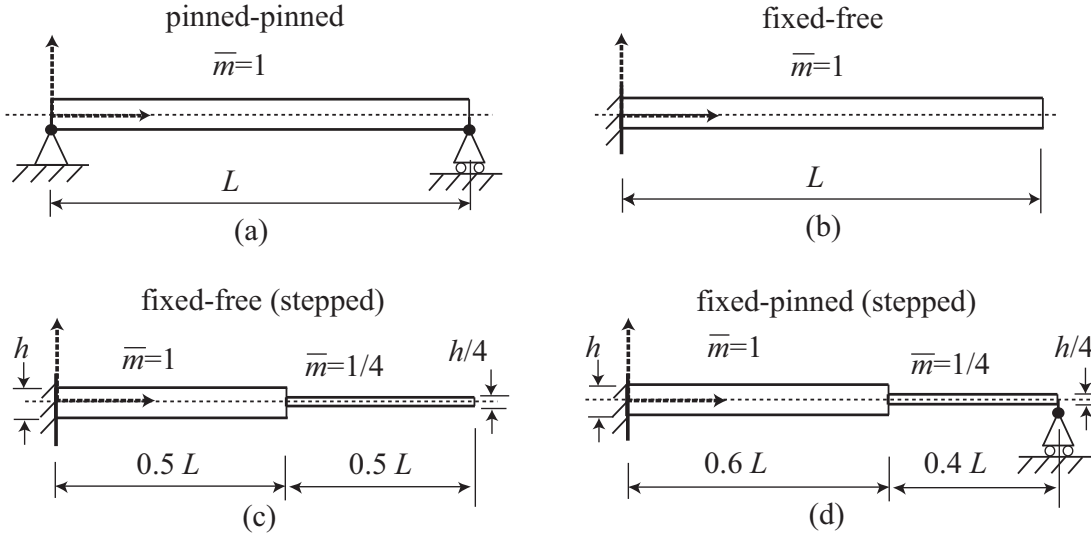 pinned-pinned
m̅=1
L
(a)
fixed-free
m̅=1
L
(b)
fixed-free (stepped)
h
m̅=1
m̅=1/4
h/4
0.5 L
0.5 L
(c)
fixed-pinned (stepped)
h
m̅=1
m̅=1/4
h/4
0.6 L
0.4 L
(d)